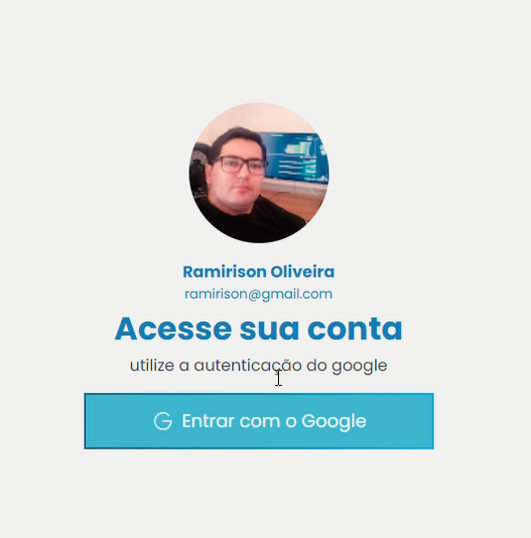 Ramirison Oliveira
ramirison@gmail.com
Acesse sua conta
utilize a autenticação do google
Entrar com o Google